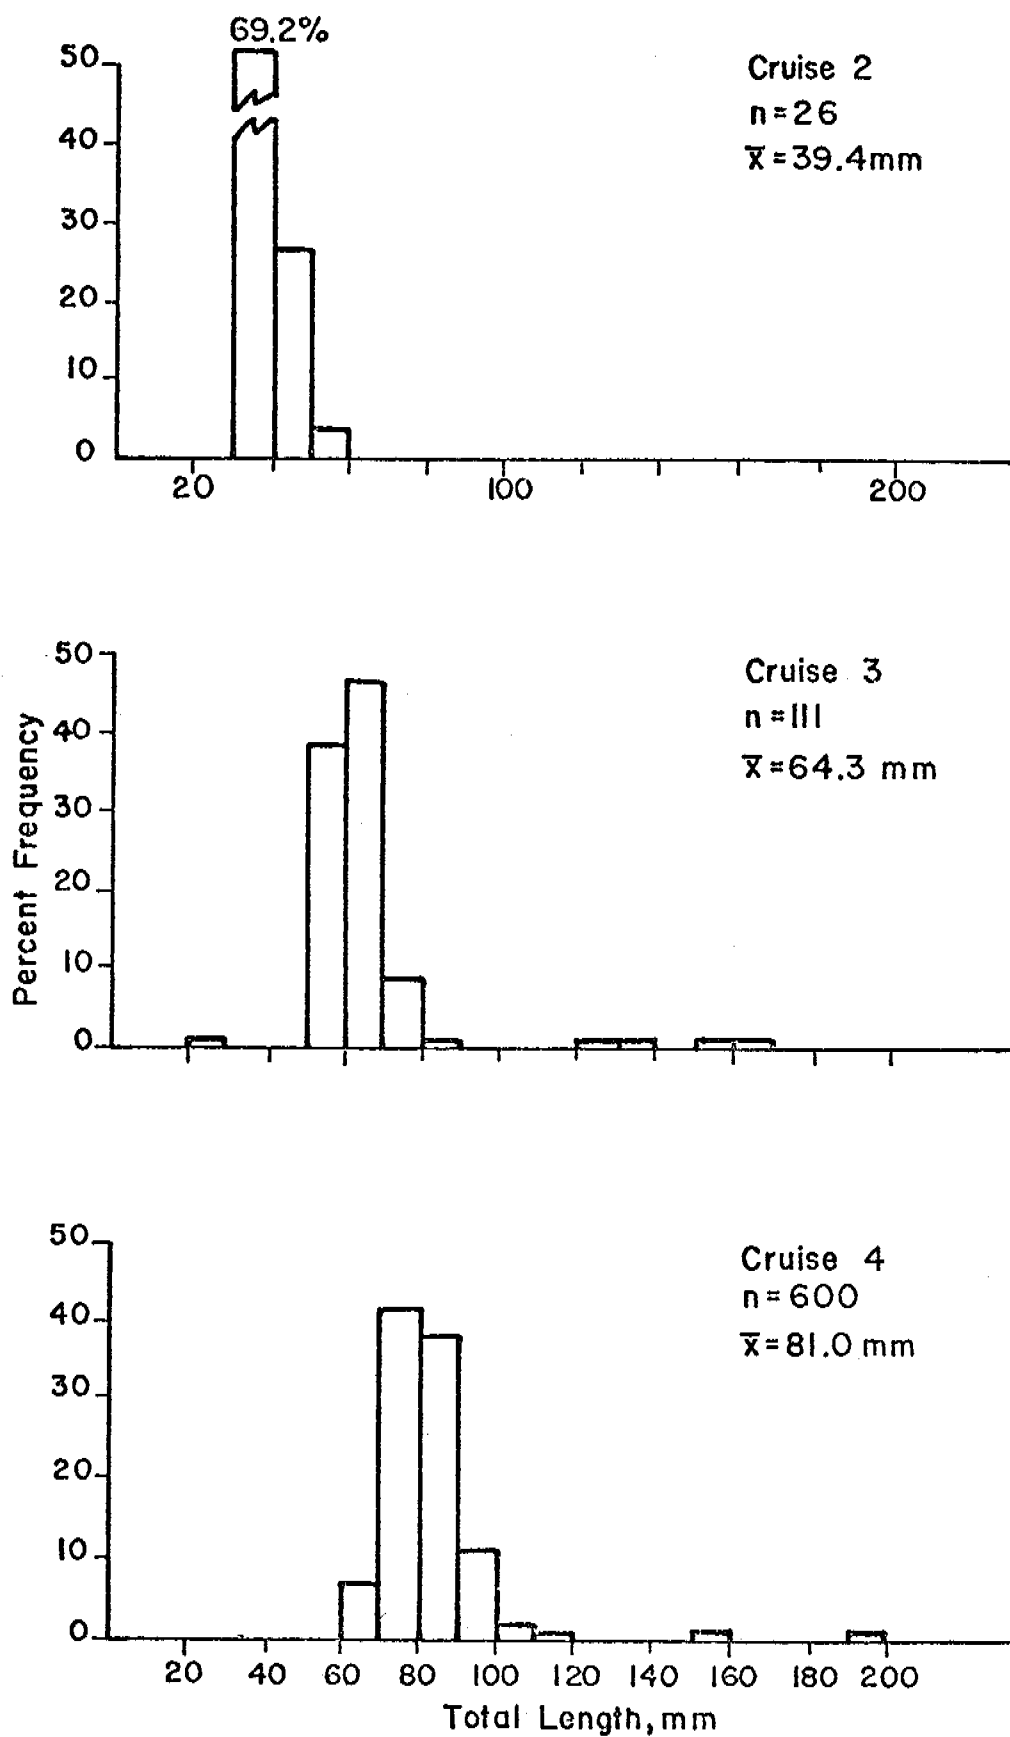 69.2%
Cruise 2
n=26
x̄=39.4mm
50
40
30
20
10
0
20 100 200
Cruise 3
n=111
x̄=64.3 mm
50
40
30
20
10
0
Percent Frequency
Cruise 4
n=600
x̄=81.0 mm
50
40
30
20
10
0
20 40 60 80 100 120 140 160 180 200
Total Length, mm